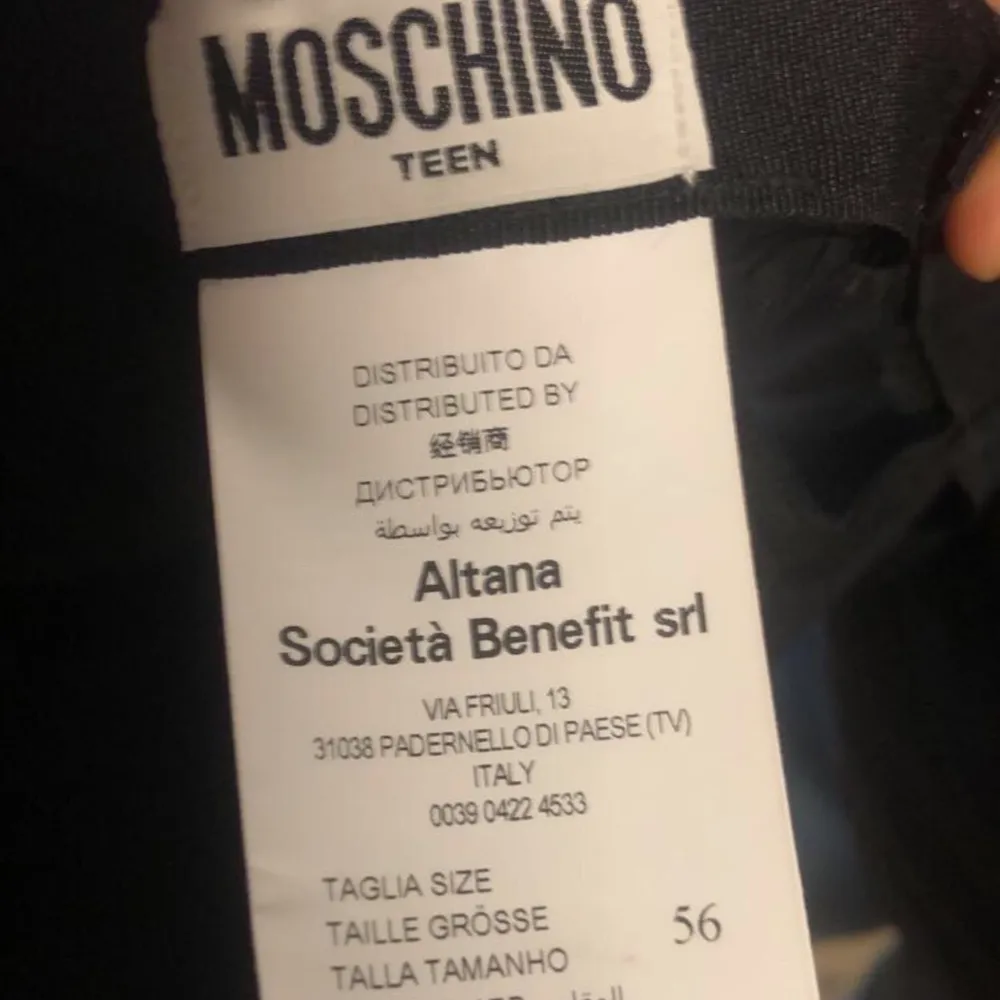 MOSCHINO
TEEN
DISTRIBUITO DA
DISTRIBUTED BY
经销商
ДИСТРИБЬЮТОР
يتم توزيعه بواسطة
Altana
Società Benefit srl
VIA FRIULI, 13
31038 PADERNELLO DI PAESE (TV)
ITALY
0039 0422 4533
TAGLIA SIZE
TAILLE GRÖSSE 56
TALLA TAMANHO